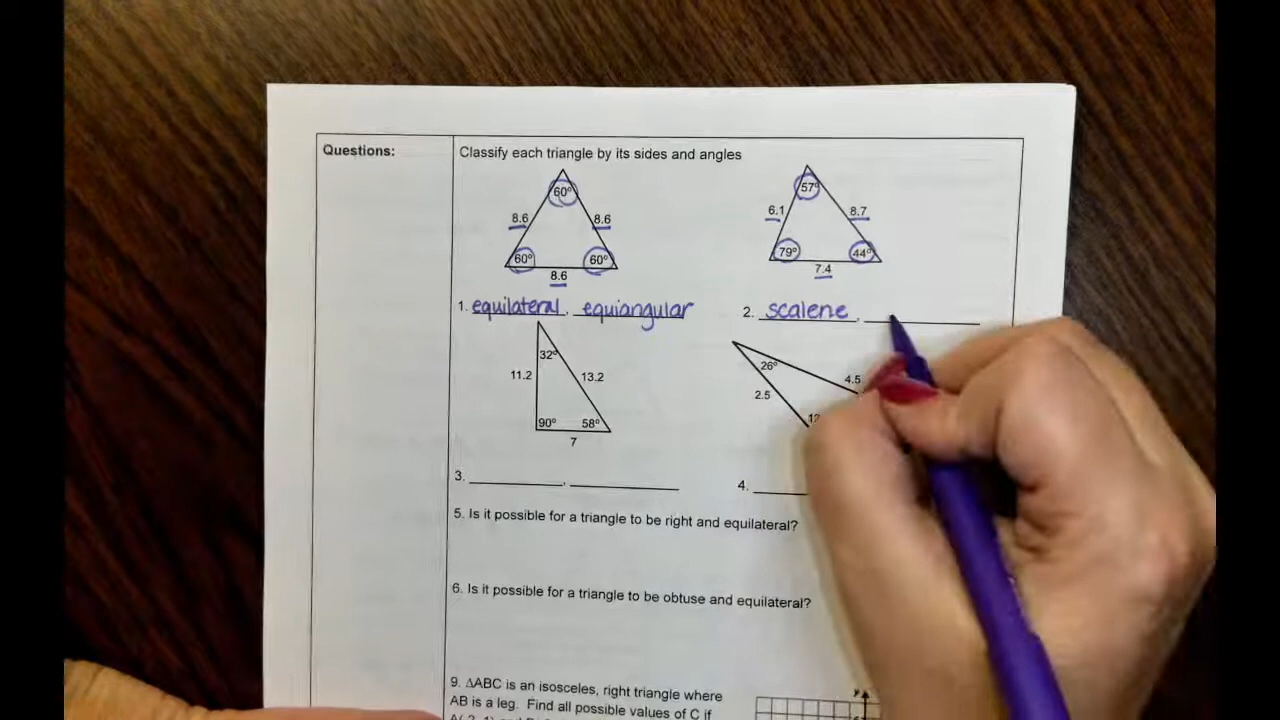 Questions:
Classify each triangle by its sides and angles
60°
8.6
8.6
60°
60°
8.6
57°
6.1
8.7
79°
44°
7.4
1. equilateral, equiangular
2. scalene,
32°
11.2
13.2
90°
58°
7
26°
4.5
2.5
3.
4.
5. Is it possible for a triangle to be right and equilateral?
6. Is it possible for a triangle to be obtuse and equilateral?
9. ΔABC is an isosceles, right triangle where
AB is a leg. Find all possible values of C if
y